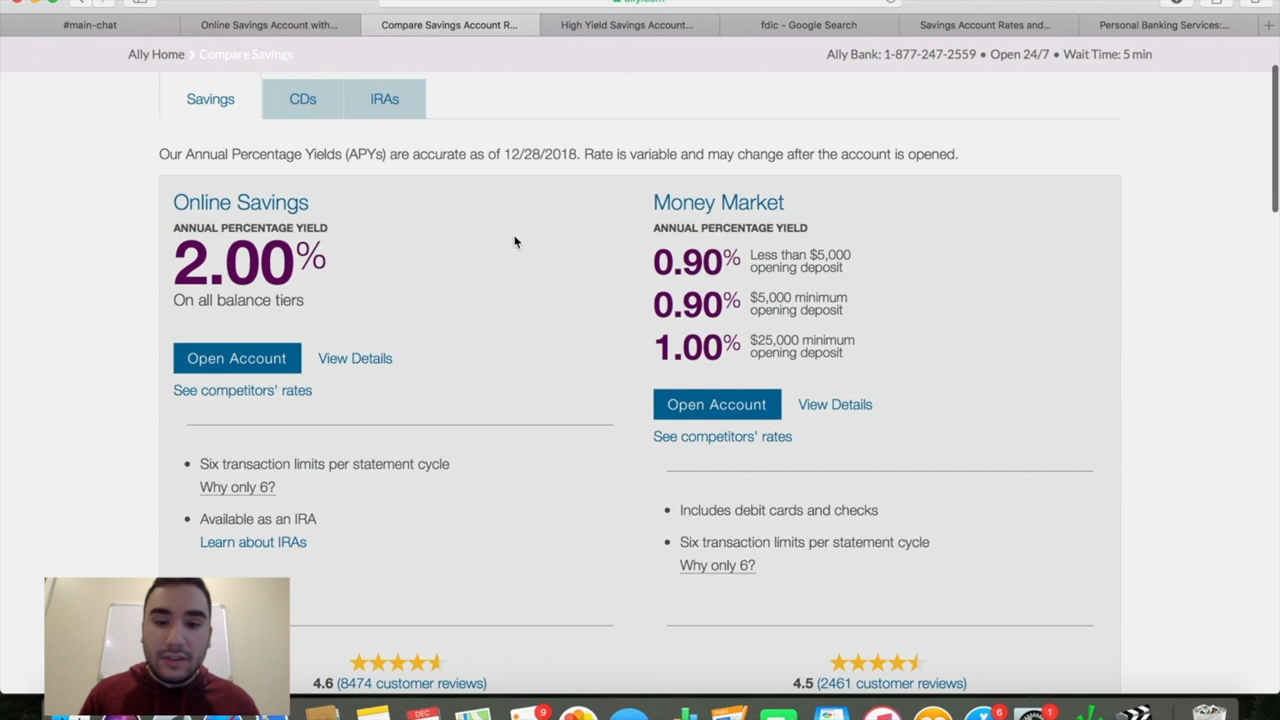 ally.com
#main-chat
Online Savings Account with...
Compare Savings Account R...
High Yield Savings Account...
fdic - Google Search
Savings Account Rates and...
Personal Banking Services:...
Ally Home > Compare Savings
Ally Bank: 1-877-247-2559 • Open 24/7 • Wait Time: 5 min
Savings
CDs
IRAs
Our Annual Percentage Yields (APYs) are accurate as of 12/28/2018. Rate is variable and may change after the account is opened.
Online Savings
ANNUAL PERCENTAGE YIELD
2.00%
On all balance tiers
Open Account
View Details
See competitors' rates
• Six transaction limits per statement cycle
Why only 6?
• Available as an IRA
Learn about IRAs
4.6 (8474 customer reviews)
Money Market
ANNUAL PERCENTAGE YIELD
0.90% Less than $5,000
opening deposit
0.90% $5,000 minimum
opening deposit
1.00% $25,000 minimum
opening deposit
Open Account
View Details
See competitors' rates
• Includes debit cards and checks
• Six transaction limits per statement cycle
Why only 6?
4.5 (2461 customer reviews)
DEC
9
6
1